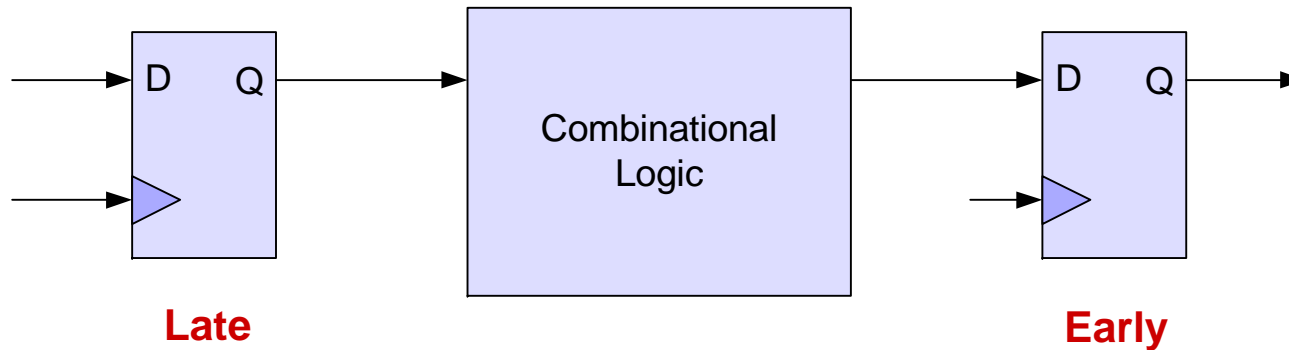 D Q
Combinational
Logic
D Q
Late
Early